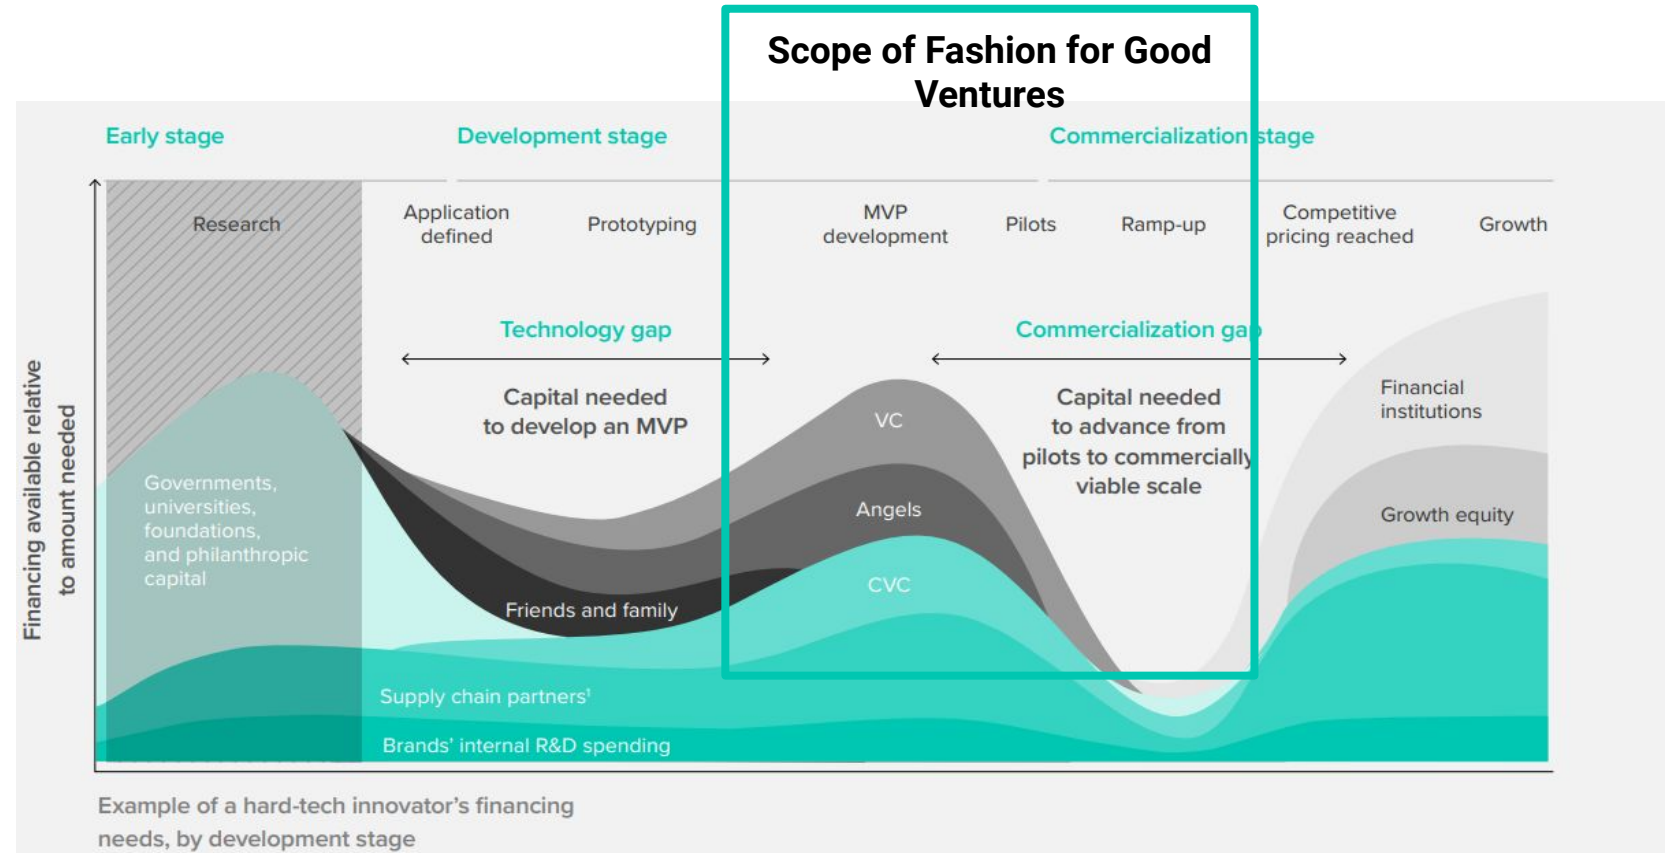 Scope of Fashion for Good
Ventures
Early stage
Development stage
Commercialization stage
Research
Application
defined
Prototyping
MVP
development
Pilots
Ramp-up
Competitive
pricing reached
Growth
Technology gap
Commercialization gap
Capital needed
to develop an MVP
Capital needed
to advance from
pilots to commercially
viable scale
Financing available relative
to amount needed
Governments,
universities,
foundations,
and philanthropic
capital
VC
Angels
CVC
Friends and family
Financial
institutions
Growth equity
Supply chain partners¹
Brands' internal R&D spending
Example of a hard-tech innovator's financing
needs, by development stage